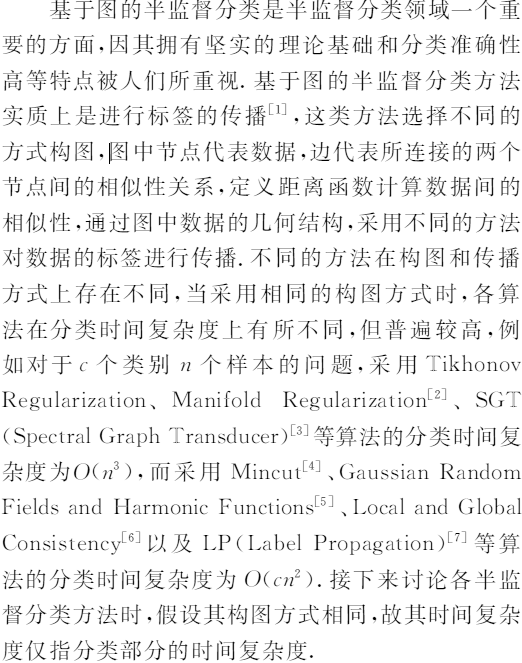 基于图的半监督分类是半监督分类领域一个重
要的方面,因其拥有坚实的理论基础和分类准确性
高等特点被人们所重视.基于图的半监督分类方法
实质上是进行标签的传播[1],这类方法选择不同的
方式构图,图中节点代表数据,边代表所连接的两个
节点间的相似性关系,定义距离函数计算数据间的
相似性,通过图中数据的几何结构,采用不同的方法
对数据的标签进行传播.不同的方法在构图和传播
方式上存在不同,当采用相同的构图方式时,各算
法在分类时间复杂度上有所不同,但普遍较高,例
如对于 c 个类别 n 个样本的问题,采用 Tikhonov
Regularization、Manifold Regularization[2]、SGT
(Spectral Graph Transducer)[3]等算法的分类时间复
杂度为O(n³),而采用 Mincut[4]、Gaussian Random
Fields and Harmonic Functions[5]、Local and Global
Consistency[6]以及 LP(Label Propagation)[7]等算
法的分类时间复杂度为 O(cn²).接下来讨论各半监
督分类方法时,假设其构图方式相同,故其时间复杂
度仅指分类部分的时间复杂度.